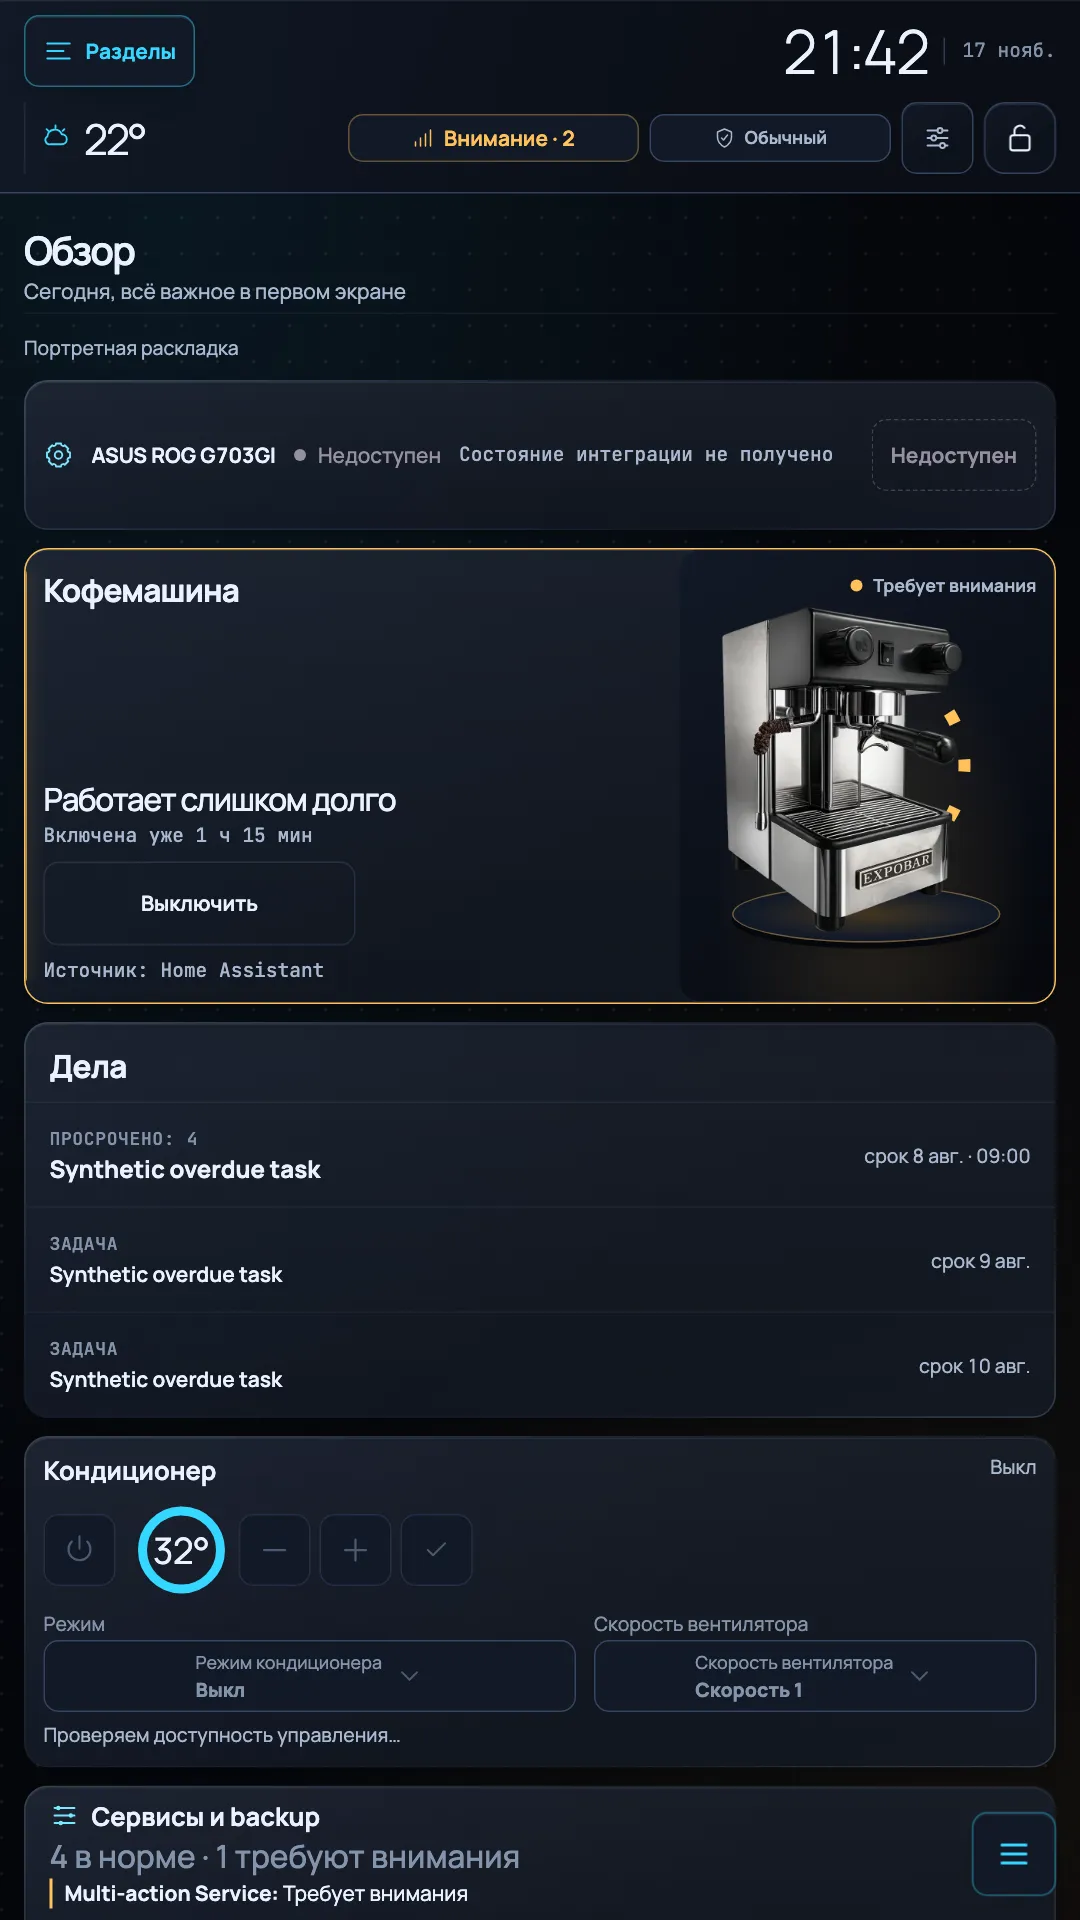 Разделы
21:42
17 нояб.
22°
Внимание · 2
Обычный
Обзор
Сегодня, всё важное в первом экране
Портретная раскладка
ASUS ROG G703GI
Недоступен
Состояние интеграции не получено
Недоступен
Кофемашина
Требует внимания
EXPOBAR
Работает слишком долго
Включена уже 1 ч 15 мин
Выключить
Источник: Home Assistant
Дела
ПРОСРОЧЕНО: 4
Synthetic overdue task
срок 8 авг. · 09:00
ЗАДАЧА
Synthetic overdue task
срок 9 авг.
ЗАДАЧА
Synthetic overdue task
срок 10 авг.
Кондиционер
Выкл
32°
Режим
Скорость вентилятора
Режим кондиционера
Выкл
Скорость вентилятора
Скорость 1
Проверяем доступность управления…
Сервисы и backup
4 в норме · 1 требуют внимания
Multi-action Service: Требует внимания